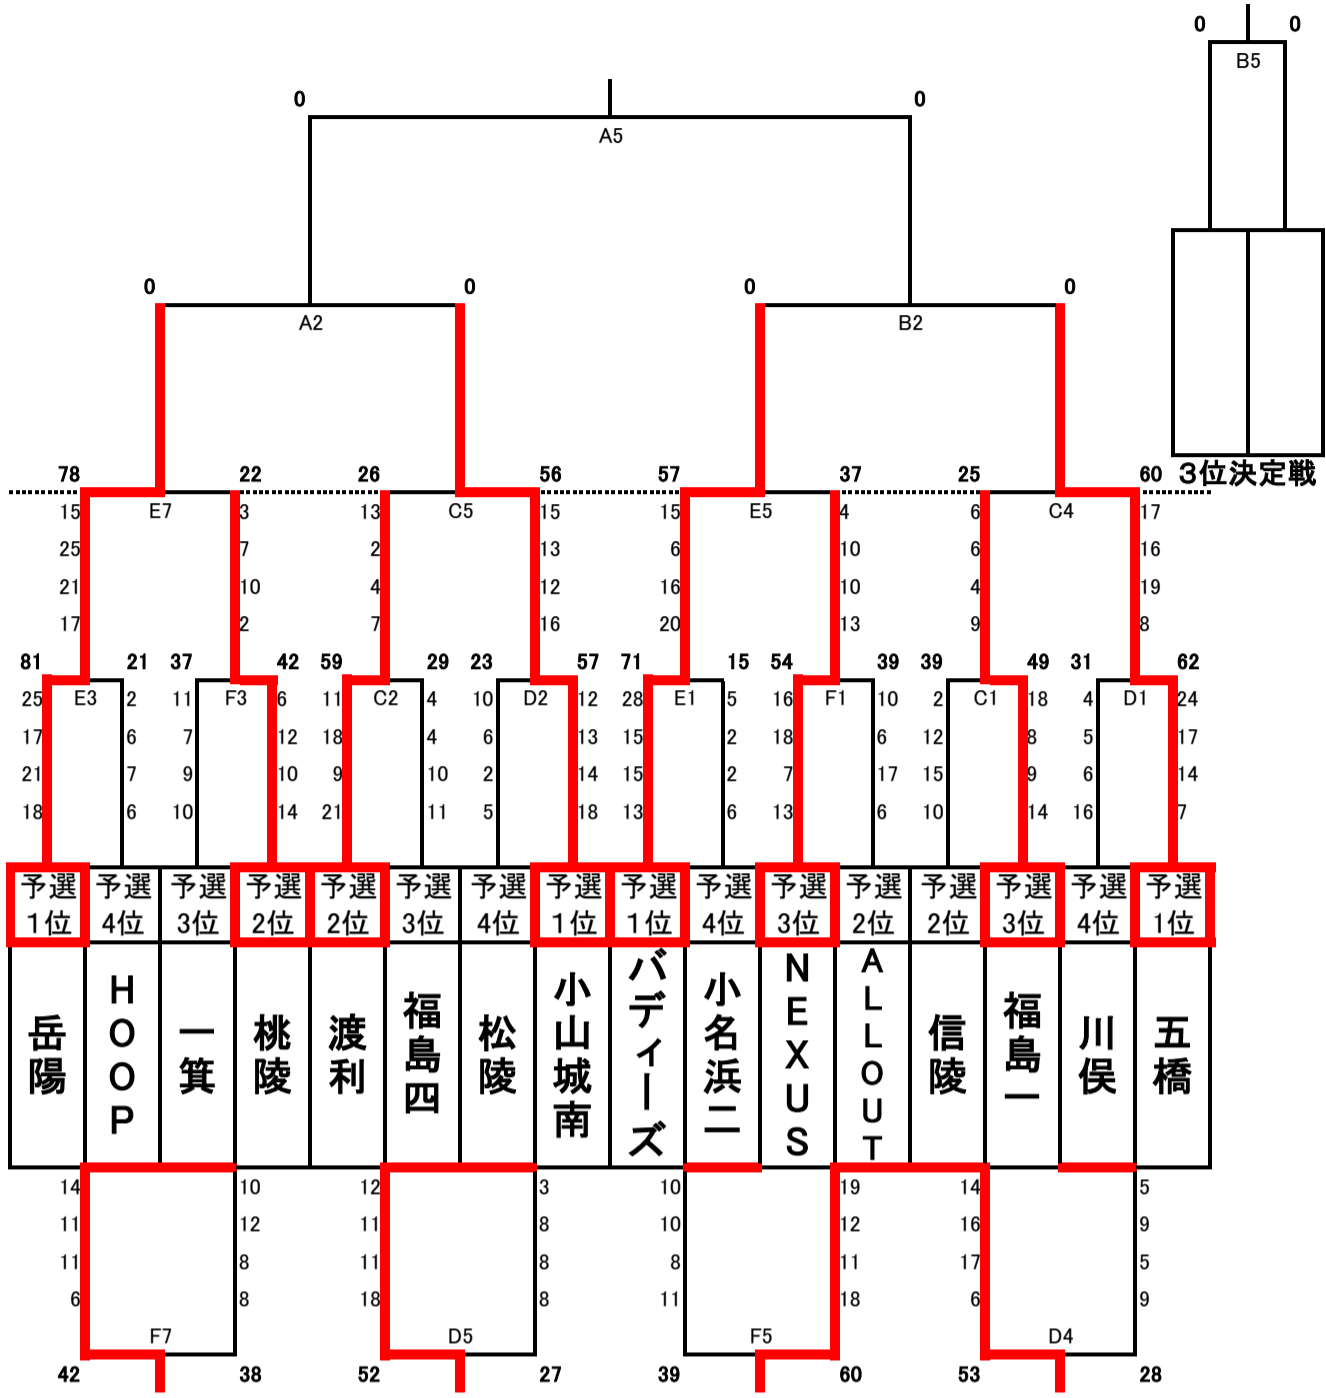 0 0
B5
0 0
A5
0 0 0 0
A2 B2
3位決定戦
78 22 26 56 57 37 25 60
E7 C5 E5 C4
15 3 13 15 15 4 6 17
25 7 2 13 6 10 6 16
21 10 4 12 16 10 4 19
17 2 7 16 20 13 9 8
81 21 37 42 59 29 23 57 71 15 54 39 39 49 31 62
E3 F3 C2 D2 E1 F1 C1 D1
25 2 11 6 11 4 10 12 28 5 16 10 2 18 4 24
17 6 7 12 18 4 6 13 15 2 18 6 12 8 5 17
21 7 9 10 9 10 2 14 15 2 7 17 15 9 6 14
18 6 10 14 21 11 5 18 13 6 13 6 10 14 16 7
予選 予選 予選 予選 予選 予選 予選 予選 予選 予選 予選 予選 予選 予選 予選 予選
1位 4位 3位 2位 2位 3位 4位 1位 1位 4位 3位 2位 2位 3位 4位 1位
岳陽
HOOP
一箕
桃陵
渡利
福島四
松陵
小山城南
バディーズ
小名浜二
NEXUS
ALLOUT
信陵
福島一
川俣
五橋
14 10 12 3 10 19 14 5
11 12 11 8 10 12 16 9
11 8 11 8 8 11 17 5
6 8 18 8 11 18 6 9
F7 D5 F5 D4
42 38 52 27 39 60 53 28